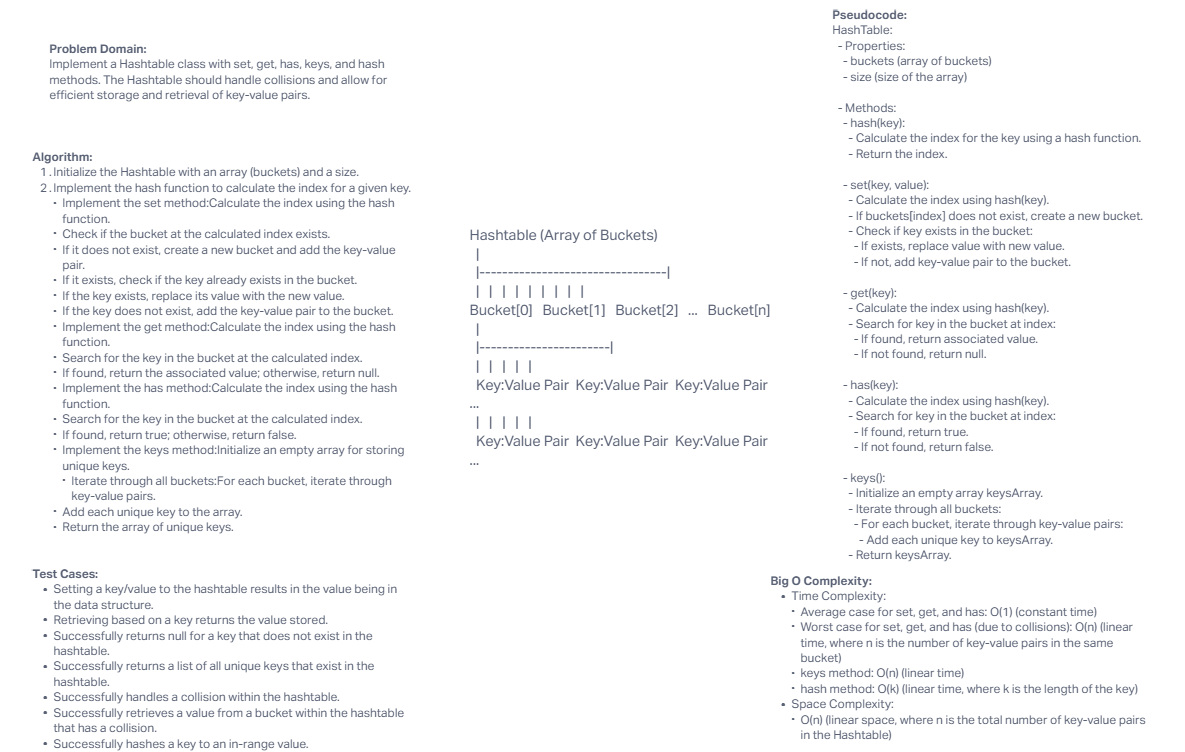 Problem Domain:
Implement a Hashtable class with set, get, has, keys, and hash
methods. The Hashtable should handle collisions and allow for
efficient storage and retrieval of key-value pairs.
Algorithm:
1. Initialize the Hashtable with an array (buckets) and a size.
2. Implement the hash function to calculate the index for a given key.
• Implement the set method:Calculate the index using the hash
function.
• Check if the bucket at the calculated index exists.
• If it does not exist, create a new bucket and add the key-value
pair.
• If it exists, check if the key already exists in the bucket.
• If the key exists, replace its value with the new value.
• If the key does not exist, add the key-value pair to the bucket.
• Implement the get method:Calculate the index using the hash
function.
• Search for the key in the bucket at the calculated index.
• If found, return the associated value; otherwise, return null.
• Implement the has method:Calculate the index using the hash
function.
• Search for the key in the bucket at the calculated index.
• If found, return true; otherwise, return false.
• Implement the keys method:Initialize an empty array for storing
unique keys.
• Iterate through all buckets:For each bucket, iterate through
key-value pairs.
• Add each unique key to the array.
• Return the array of unique keys.
Test Cases:
• Setting a key/value to the hashtable results in the value being in
the data structure.
• Retrieving based on a key returns the value stored.
• Successfully returns null for a key that does not exist in the
hashtable.
• Successfully returns a list of all unique keys that exist in the
hashtable.
• Successfully handles a collision within the hashtable.
• Successfully retrieves a value from a bucket within the hashtable
that has a collision.
• Successfully hashes a key to an in-range value.
Hashtable (Array of Buckets)
|
|--------------------------------|
| | | | | | | | |
Bucket[0] Bucket[1] Bucket[2] ... Bucket[n]
|
|----------------------|
| | | | |
Key:Value Pair Key:Value Pair Key:Value Pair
...
| | | | |
Key:Value Pair Key:Value Pair Key:Value Pair
...
Pseudocode:
HashTable:
- Properties:
- buckets (array of buckets)
- size (size of the array)
- Methods:
- hash(key):
- Calculate the index for the key using a hash function.
- Return the index.
- set(key, value):
- Calculate the index using hash(key).
- If buckets[index] does not exist, create a new bucket.
- Check if key exists in the bucket:
- If exists, replace value with new value.
- If not, add key-value pair to the bucket.
- get(key):
- Calculate the index using hash(key).
- Search for key in the bucket at index:
- If found, return associated value.
- If not found, return null.
- has(key):
- Calculate the index using hash(key).
- Search for key in the bucket at index:
- If found, return true.
- If not found, return false.
- keys():
- Initialize an empty array keysArray.
- Iterate through all buckets:
- For each bucket, iterate through key-value pairs:
- Add each unique key to keysArray.
- Return keysArray.
Big O Complexity:
• Time Complexity:
• Average case for set, get, and has: O(1) (constant time)
• Worst case for set, get, and has (due to collisions): O(n) (linear
time, where n is the number of key-value pairs in the same
bucket)
• keys method: O(n) (linear time)
• hash method: O(k) (linear time, where k is the length of the key)
• Space Complexity:
• O(n) (linear space, where n is the total number of key-value pairs
in the Hashtable)